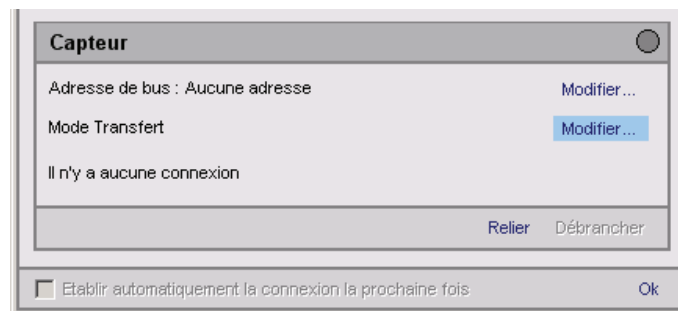 Capteur
Adresse de bus : Aucune adresse Modifier...
Mode Transfert Modifier...
Il n'y a aucune connexion
Relier Débrancher
Etablir automatiquement la connexion la prochaine fois Ok